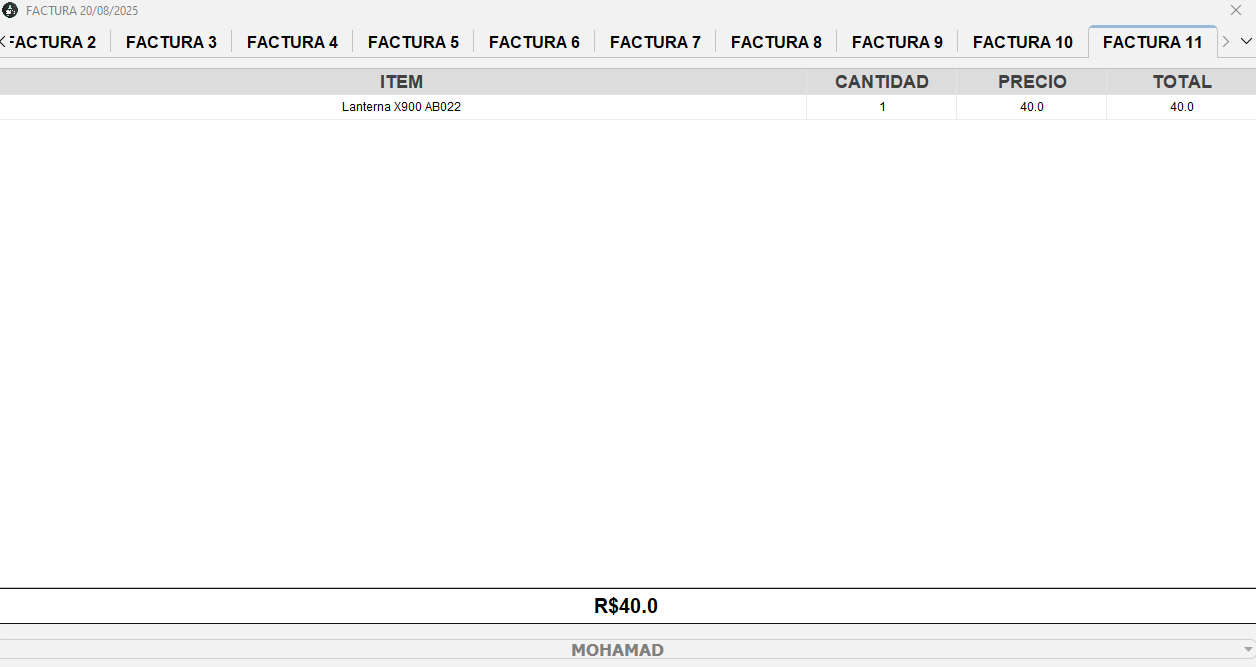 FACTURA 20/08/2025
FACTURA 2 FACTURA 3 FACTURA 4 FACTURA 5 FACTURA 6 FACTURA 7 FACTURA 8 FACTURA 9 FACTURA 10 FACTURA 11
ITEM CANTIDAD PRECIO TOTAL
Lanterna X900 AB022 1 40.0 40.0
R$40.0
MOHAMAD